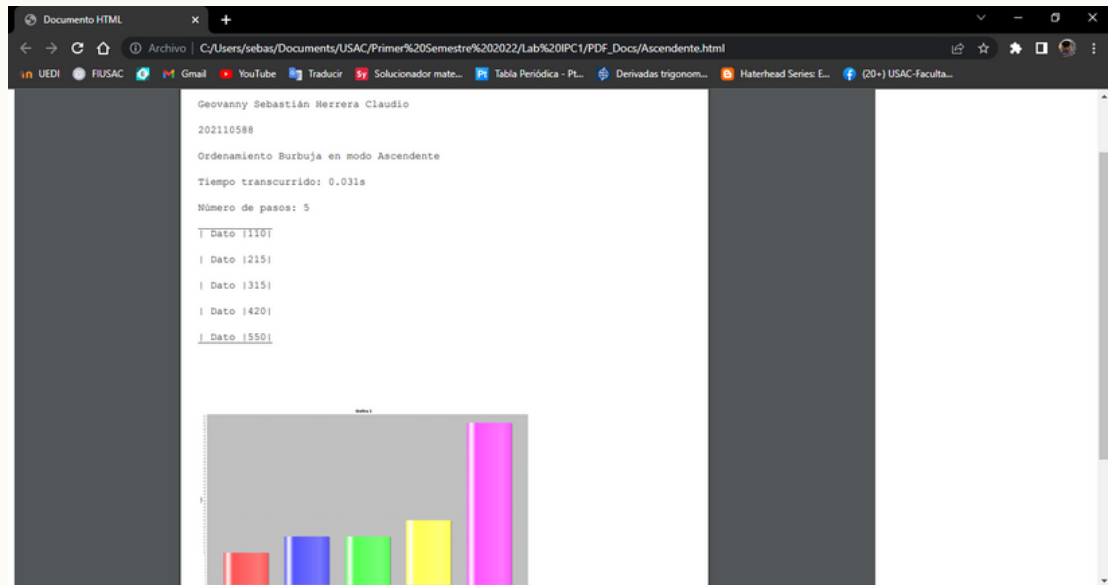 Documento HTML
Archivo | C:/Users/sebas/Documents/USAC/Primer%20Semestre%202022/Lab%20IPC1/PDF_Docs/Ascendente.html
UEDI FIUSAC Gmail YouTube Traducir Sy Solucionador mate... Pt Tabla Periódica - Pt... Derivadas trigonom... Haterhead Series: E... (20+) USAC-Faculta...
Geovanny Sebastián Herrera Claudio
202110588
Ordenamiento Burbuja en modo Ascendente
Tiempo transcurrido: 0.031s
Número de pasos: 5
| Dato |110|
| Dato |215|
| Dato |315|
| Dato |420|
| Dato |550|